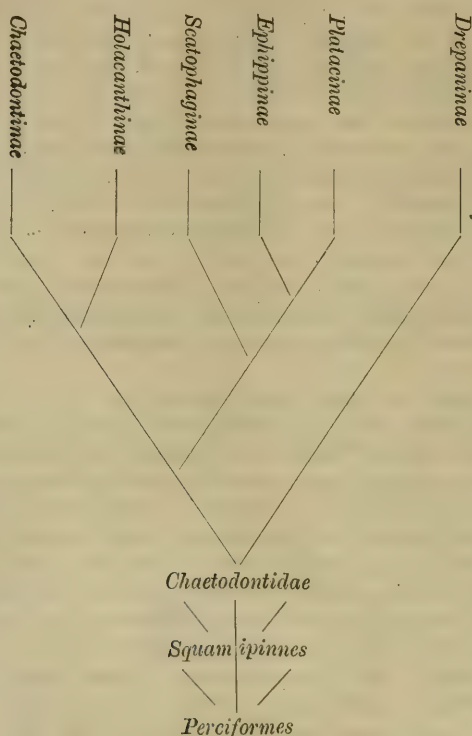 Chaetodontinae
Holacanthinae
Scatophaginae
Ephippinae
Platacinae
Drepaninae
Chaetodontidae
Squamipinnes
Perciformes